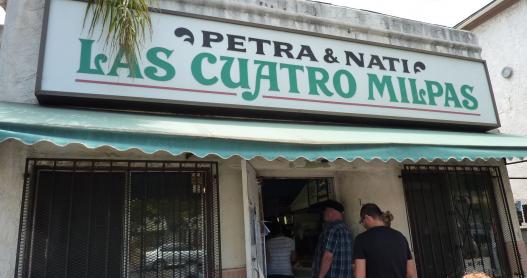 PETRA & NATI
LAS CUATRO MILPAS